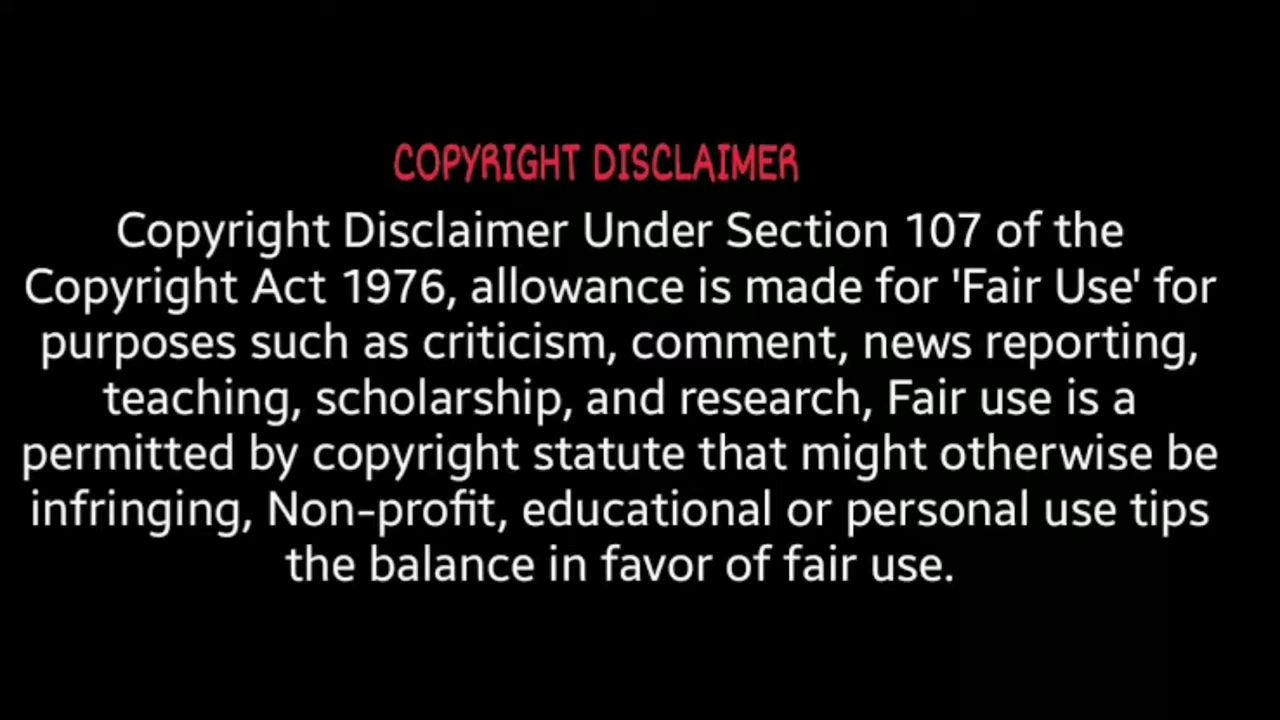 COPYRIGHT DISCLAIMER
Copyright Disclaimer Under Section 107 of the
Copyright Act 1976, allowance is made for 'Fair Use' for
purposes such as criticism, comment, news reporting,
teaching, scholarship, and research, Fair use is a
permitted by copyright statute that might otherwise be
infringing, Non-profit, educational or personal use tips
the balance in favor of fair use.